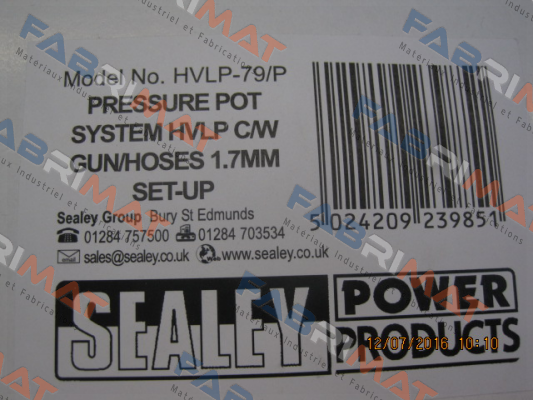 Model No. HVLP-79/P
PRESSURE POT
SYSTEM HVLP C/W
GUN/HOSES 1.7MM
SET-UP
Sealey Group Bury St Edmunds
01284 757500 01284 703534
sales@sealey.co.uk www.sealey.co.uk
5 024209 239851
SEALEY
POWER
PRODUCTS
12/07/2016 10:10
FABRIMAT
Materiaux Industriel et Fabrications